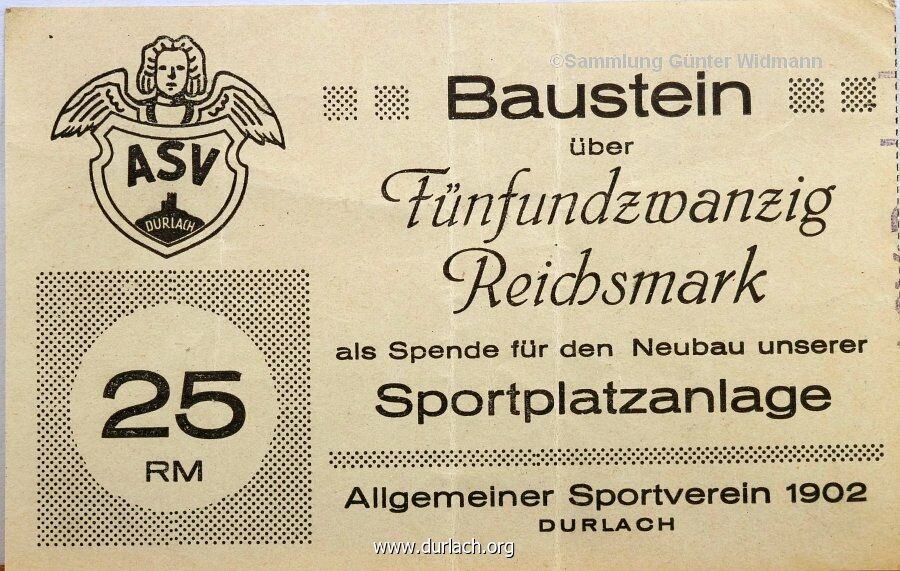 ©Sammlung Günter Widmann
ASV
DURLACH
Baustein
über
Fünfundzwanzig
Reichsmark
als Spende für den Neubau unserer
Sportplatzanlage
25
RM
Allgemeiner Sportverein 1902
DURLACH
www.durlach.org